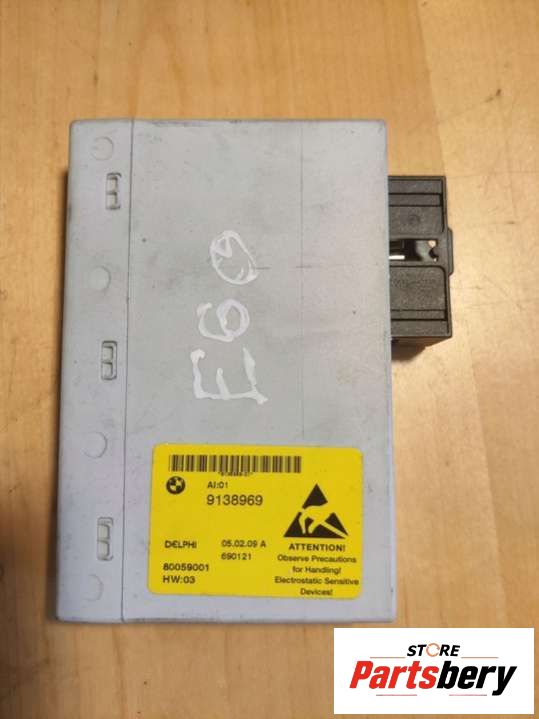 E60
AI:01
9138969
DELPHI
05.02.09 A
690121
80059001
HW:03
ATTENTION!
Observe Precautions
for Handling!
Electrostatic Sensitive
Devices!
STORE
Partsbery